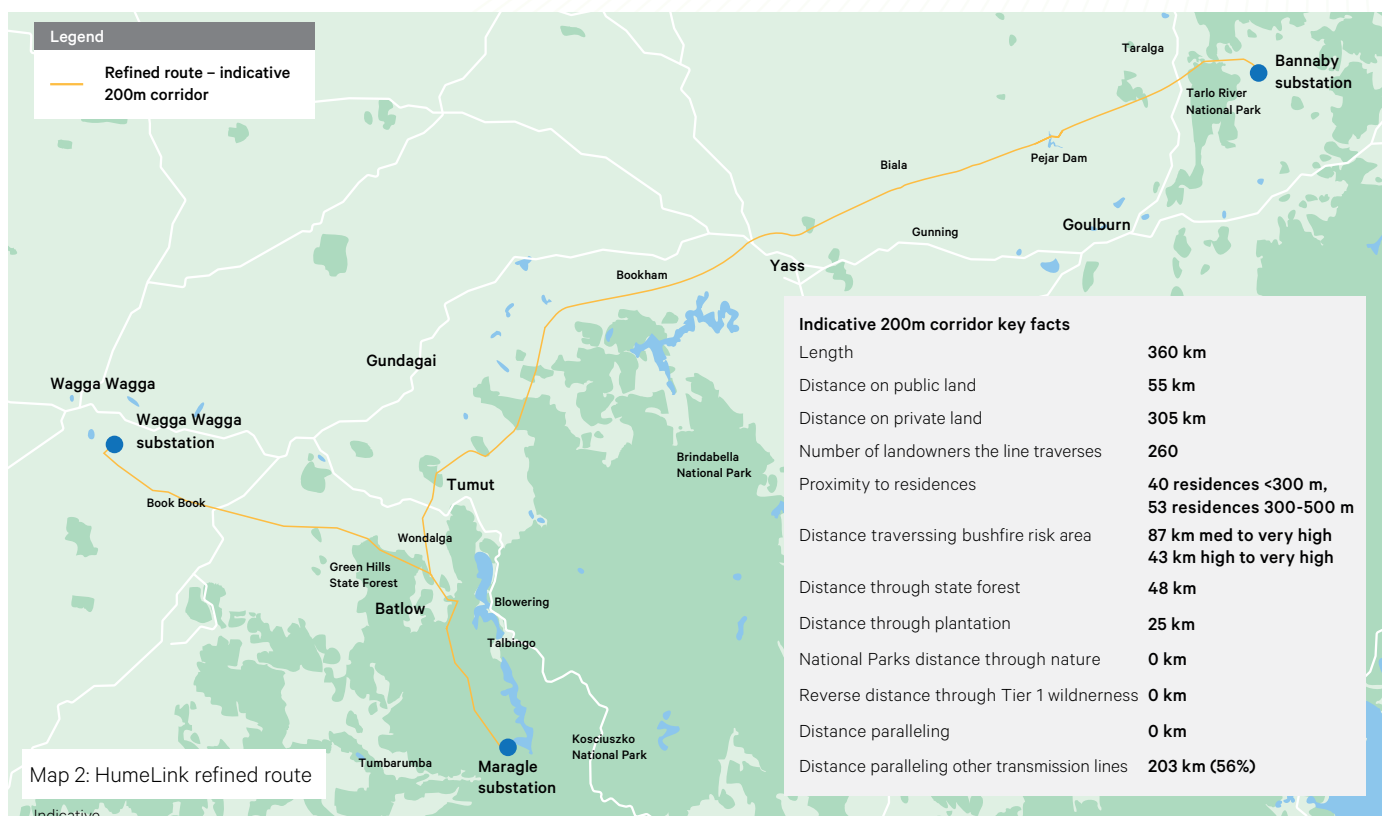 Legend
Refined route – indicative
200m corridor
Taralga
Bannaby
substation
Tarlo River
National Park
Pejar Dam
Biala
Goulburn
Gunning
Yass
Bookham
Gundagai
Wagga Wagga
Wagga Wagga
substation
Brindabella
National Park
Tumut
Book Book
Wondalga
Green Hills
State Forest
Batlow
Blowering
Talbingo
Kosciuszko
National Park
Tumbarumba
Maragle
substation
Indicative 200m corridor key facts
Length 360 km
Distance on public land 55 km
Distance on private land 305 km
Number of landowners the line traverses 260
Proximity to residences 40 residences <300 m,
53 residences 300-500 m
Distance traverssing bushfire risk area 87 km med to very high
43 km high to very high
Distance through state forest 48 km
Distance through plantation 25 km
National Parks distance through nature 0 km
Reverse distance through Tier 1 wildnerness 0 km
Distance paralleling 0 km
Distance paralleling other transmission lines 203 km (56%)
Map 2: HumeLink refined route
Indicative